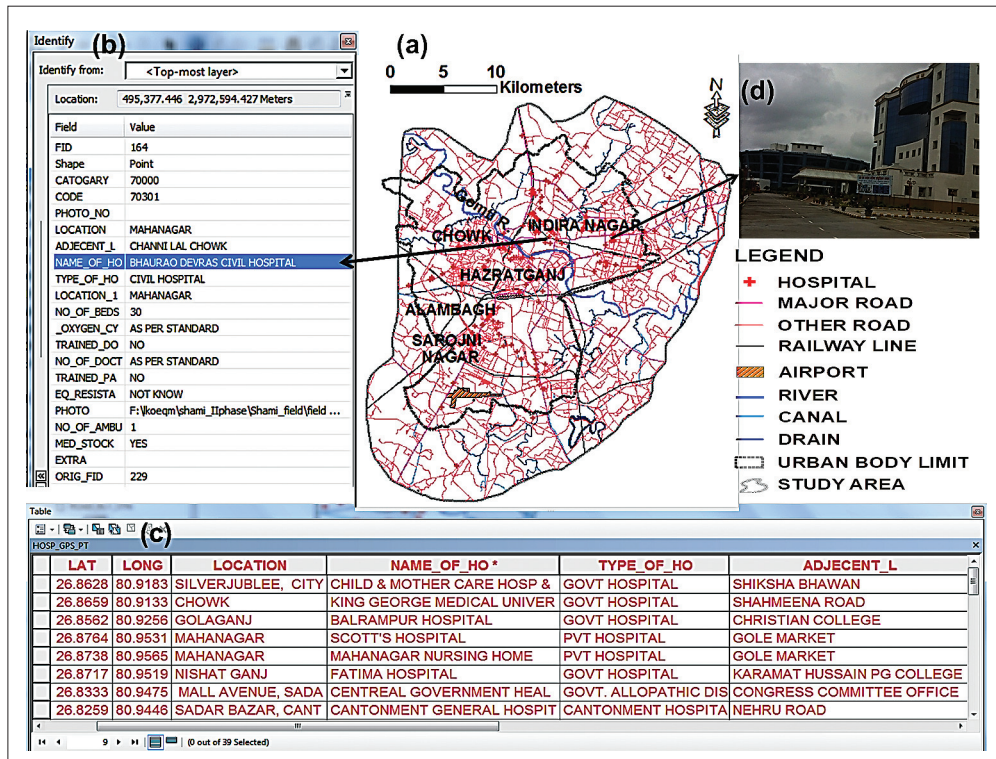 Identify (b)
Identify from: <Top-most layer>
Location: 495,377.446 2,972,594.427 Meters
Field Value
FID 164
Shape Point
CATOGARY 70000
CODE 70301
PHOTO_NO
LOCATION MAHANAGAR
ADJECENT_L CHANNI LAL CHOWK
NAME_OF_HO BHAURAO DEVRAS CIVIL HOSPITAL
TYPE_OF_HO CIVIL HOSPITAL
LOCATION_1 MAHANAGAR
NO_OF_BEDS 30
_OXYGEN_CY AS PER STANDARD
TRAINED_DO NO
NO_OF_DOCT AS PER STANDARD
TRAINED_PA NO
EQ_RESISTA NOT KNOW
PHOTO F:\koeqm\shami_IIphase\Shami_field\field ...
NO_OF_AMBU 1
MED_STOCK YES
EXTRA
ORIG_FID 229
(a)
0 5 10
Kilometers
N
Gomti R
CHOWK
INDIRA NAGAR
HAZRATGANJ
ALAMBAGH
SAROJNI
NAGAR
(d)
LEGEND
HOSPITAL
MAJOR ROAD
OTHER ROAD
RAILWAY LINE
AIRPORT
RIVER
CANAL
DRAIN
URBAN BODY LIMIT
STUDY AREA
Table
(c)
HOSP_GPS_PT
LAT LONG LOCATION NAME_OF_HO * TYPE_OF_HO ADJECENT_L
26.8628 80.9183 SILVERJUBLEE, CITY CHILD & MOTHER CARE HOSP & GOVT HOSPITAL SHIKSHA BHAWAN
26.8659 80.9133 CHOWK KING GEORGE MEDICAL UNIVER GOVT HOSPITAL SHAHMEENA ROAD
26.8562 80.9256 GOLAGANJ BALRAMPUR HOSPITAL GOVT HOSPITAL CHRISTIAN COLLEGE
26.8764 80.9531 MAHANAGAR SCOTT'S HOSPITAL PVT HOSPITAL GOLE MARKET
26.8738 80.9565 MAHANAGAR MAHANAGAR NURSING HOME PVT HOSPITAL GOLE MARKET
26.8717 80.9519 NISHAT GANJ FATIMA HOSPITAL GOVT HOSPITAL KARAMAT HUSSAIN PG COLLEGE
26.8333 80.9475 MALL AVENUE, SADA CENTREAL GOVERNMENT HEAL GOVT. ALLOPATHIC DIS CONGRESS COMMITTEE OFFICE
26.8259 80.9446 SADAR BAZAR, CANT CANTONMENT GENERAL HOSPIT CANTONMENT HOSPITA NEHRU ROAD
9 (0 out of 39 Selected)